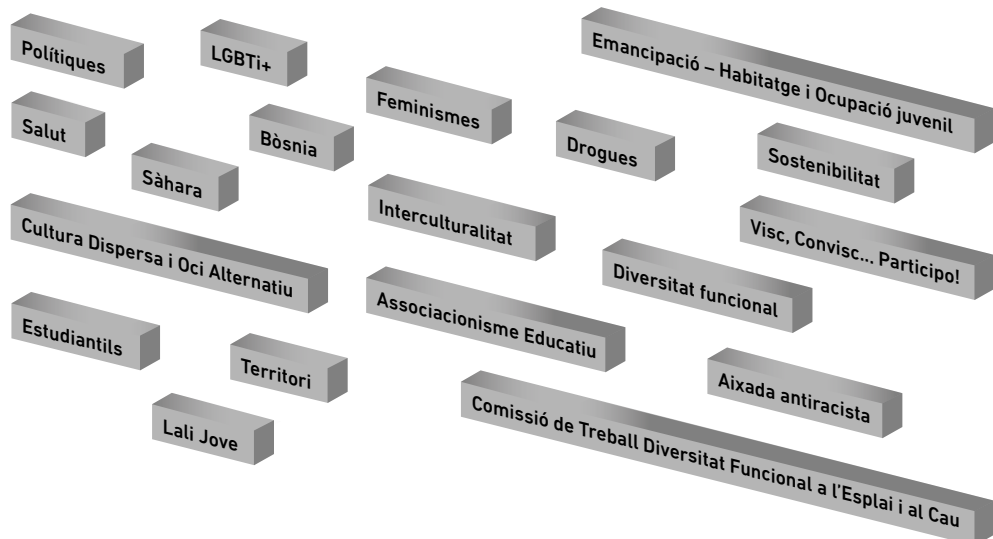 Polítiques
LGBTi+
Emancipació – Habitatge i Ocupació juvenil
Feminismes
Salut
Bòsnia
Drogues
Sostenibilitat
Sàhara
Interculturalitat
Cultura Dispersa i Oci Alternatiu
Visc, Convisc... Participo!
Diversitat funcional
Associacionisme Educatiu
Estudiantils
Territori
Aixada antiracista
Lali Jove
Comissió de Treball Diversitat Funcional a l'Esplai i al Cau